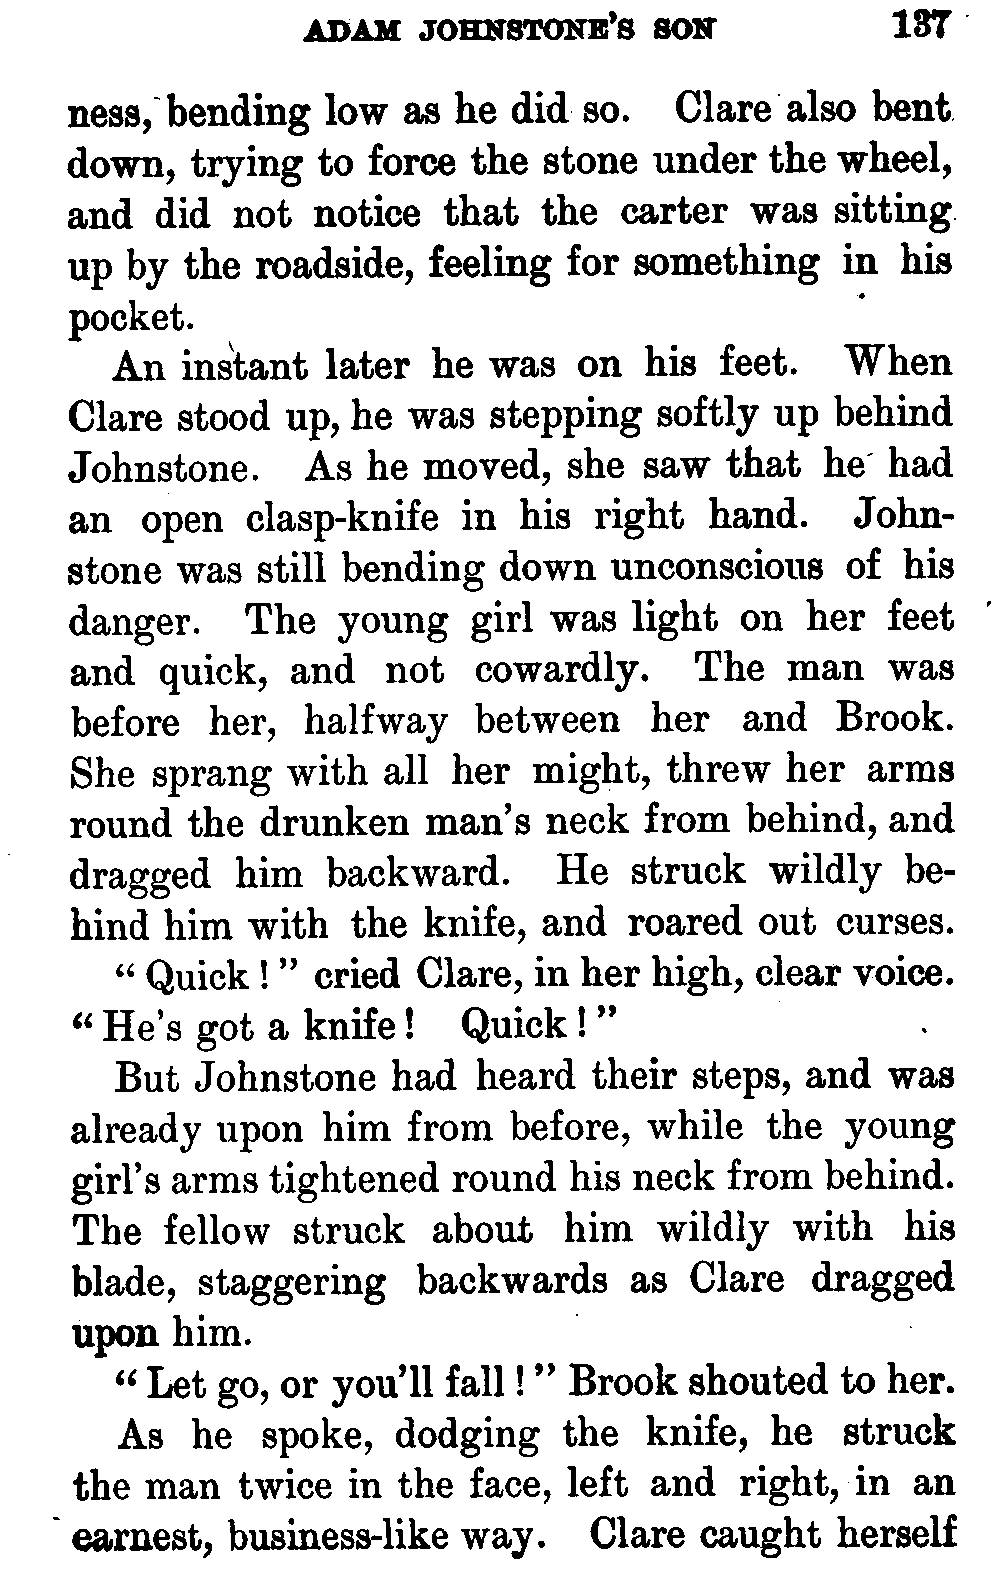 ADAM JOHNSTONE'S SON 137
ness, bending low as he did so. Clare also bent
down, trying to force the stone under the wheel,
and did not notice that the carter was sitting
up by the roadside, feeling for something in his
pocket.
An instant later he was on his feet. When
Clare stood up, he was stepping softly up behind
Johnstone. As he moved, she saw that he had
an open clasp-knife in his right hand. John-
stone was still bending down unconscious of his
danger. The young girl was light on her feet
and quick, and not cowardly. The man was
before her, halfway between her and Brook.
She sprang with all her might, threw her arms
round the drunken man's neck from behind, and
dragged him backward. He struck wildly be-
hind him with the knife, and roared out curses.
"Quick!" cried Clare, in her high, clear voice.
"He's got a knife! Quick!"
But Johnstone had heard their steps, and was
already upon him from before, while the young
girl's arms tightened round his neck from behind.
The fellow struck about him wildly with his
blade, staggering backwards as Clare dragged
upon him.
"Let go, or you'll fall!" Brook shouted to her.
As he spoke, dodging the knife, he struck
the man twice in the face, left and right, in an
earnest, business-like way. Clare caught herself